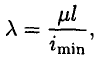 λ = μl / i_min,